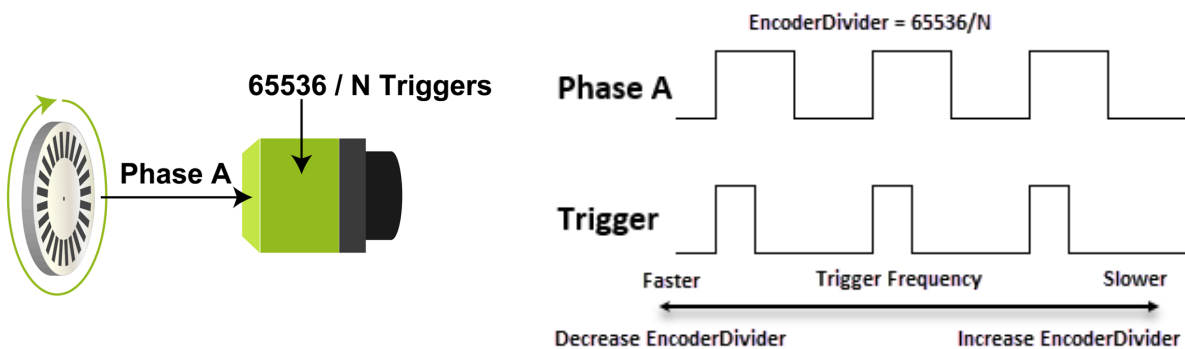 65536 / N Triggers
Phase A
EncoderDivider = 65536/N
Phase A
Trigger
Faster Trigger Frequency Slower
Decrease EncoderDivider Increase EncoderDivider